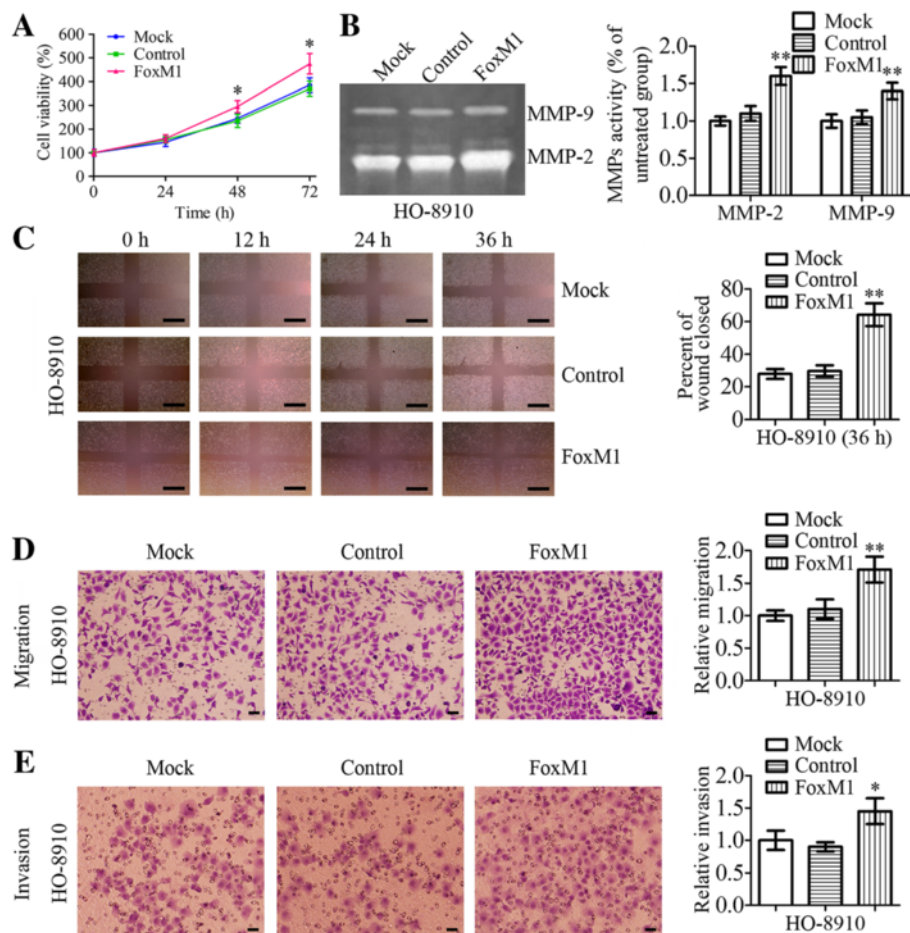 A
Cell viability (%)
600
500
400
300
200
100
0
Mock
Control
FoxM1
*
*
0
24
48
72
Time (h)
B
Mock
Control
FoxM1
MMP-9
MMP-2
HO-8910
MMPs activity (% of
untreated group)
2.0
1.5
1.0
0.5
0.0
Mock
Control
FoxM1
**
**
MMP-2
MMP-9
C
0 h
12 h
24 h
36 h
HO-8910
Mock
Control
FoxM1
Percent of
wound closed
80
60
40
20
0
Mock
Control
FoxM1
**
HO-8910 (36 h)
D
Mock
Control
FoxM1
Migration
HO-8910
Relative migration
2.0
1.5
1.0
0.5
0.0
Mock
Control
FoxM1
**
HO-8910
E
Mock
Control
FoxM1
Invasion
HO-8910
Relative invasion
2.0
1.5
1.0
0.5
0.0
Mock
Control
FoxM1
*
HO-8910